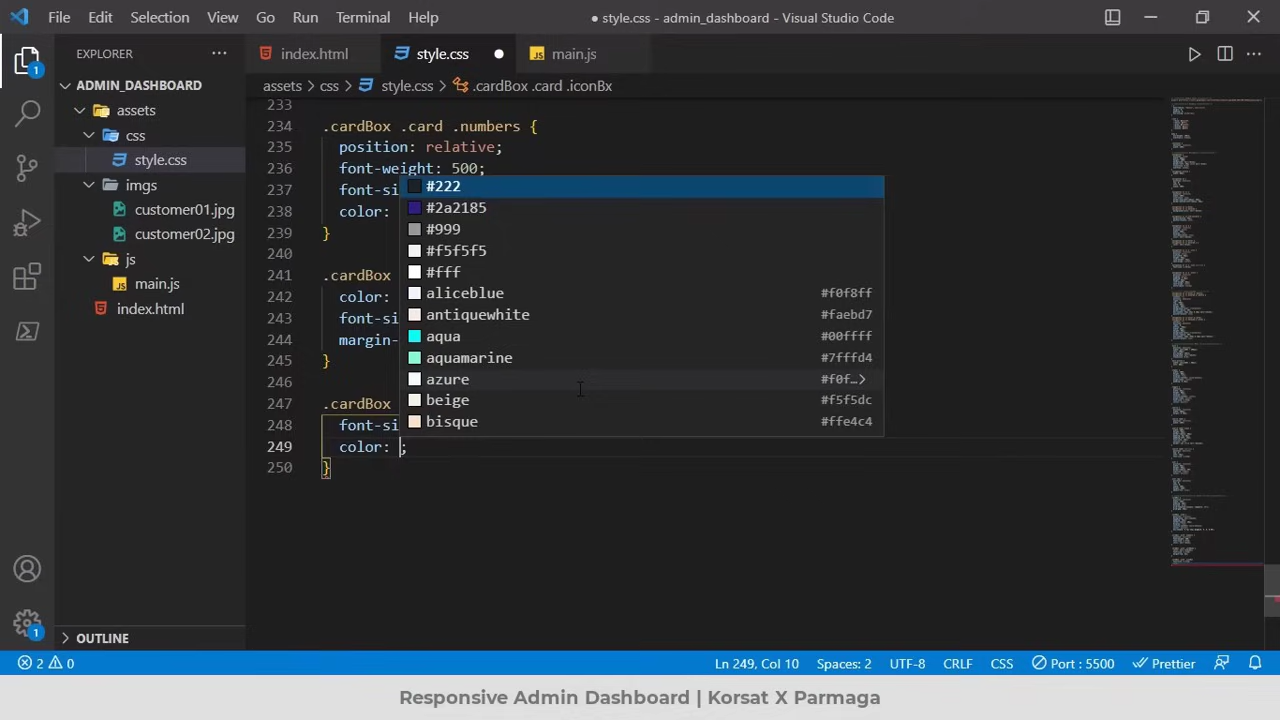 File Edit Selection View Go Run Terminal Help
● style.css - admin_dashboard - Visual Studio Code
EXPLORER
index.html
style.css
main.js
ADMIN_DASHBOARD
assets > css > style.css > .cardBox .card .iconBx
assets
css
style.css
imgs
customer01.jpg
customer02.jpg
js
main.js
index.html
233
234 .cardBox .card .numbers {
235 position: relative;
236 font-weight: 500;
237 font-si
238 color:
239 }
240
241 .cardBox
242 color:
243 font-si
244 margin-
245 }
246
247 .cardBox
248 font-si
249 color: ;
250 }
#222
#2a2185
#999
#f5f5f5
#fff
aliceblue #f0f8ff
antiquewhite #faebd7
aqua #00ffff
aquamarine #7fffd4
azure #f0f…>
beige #f5f5dc
bisque #ffe4c4
OUTLINE
1
1
2 0
Ln 249, Col 10 Spaces: 2 UTF-8 CRLF CSS Port : 5500 Prettier
Responsive Admin Dashboard | Korsat X Parmaga